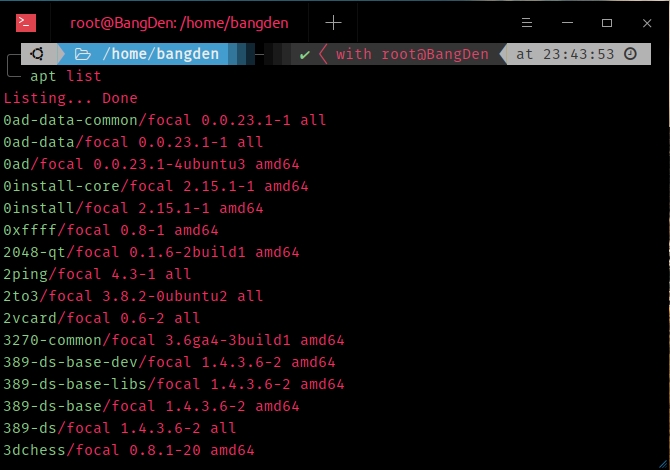 root@BangDen: /home/bangden
/home/bangden
✔ with root@BangDen at 23:43:53
apt list
Listing... Done
0ad-data-common/focal 0.0.23.1-1 all
0ad-data/focal 0.0.23.1-1 all
0ad/focal 0.0.23.1-4ubuntu3 amd64
0install-core/focal 2.15.1-1 amd64
0install/focal 2.15.1-1 amd64
0xffff/focal 0.8-1 amd64
2048-qt/focal 0.1.6-2build1 amd64
2ping/focal 4.3-1 all
2to3/focal 3.8.2-0ubuntu2 all
2vcard/focal 0.6-2 all
3270-common/focal 3.6ga4-3build1 amd64
389-ds-base-dev/focal 1.4.3.6-2 amd64
389-ds-base-libs/focal 1.4.3.6-2 amd64
389-ds-base/focal 1.4.3.6-2 amd64
389-ds/focal 1.4.3.6-2 all
3dchess/focal 0.8.1-20 amd64